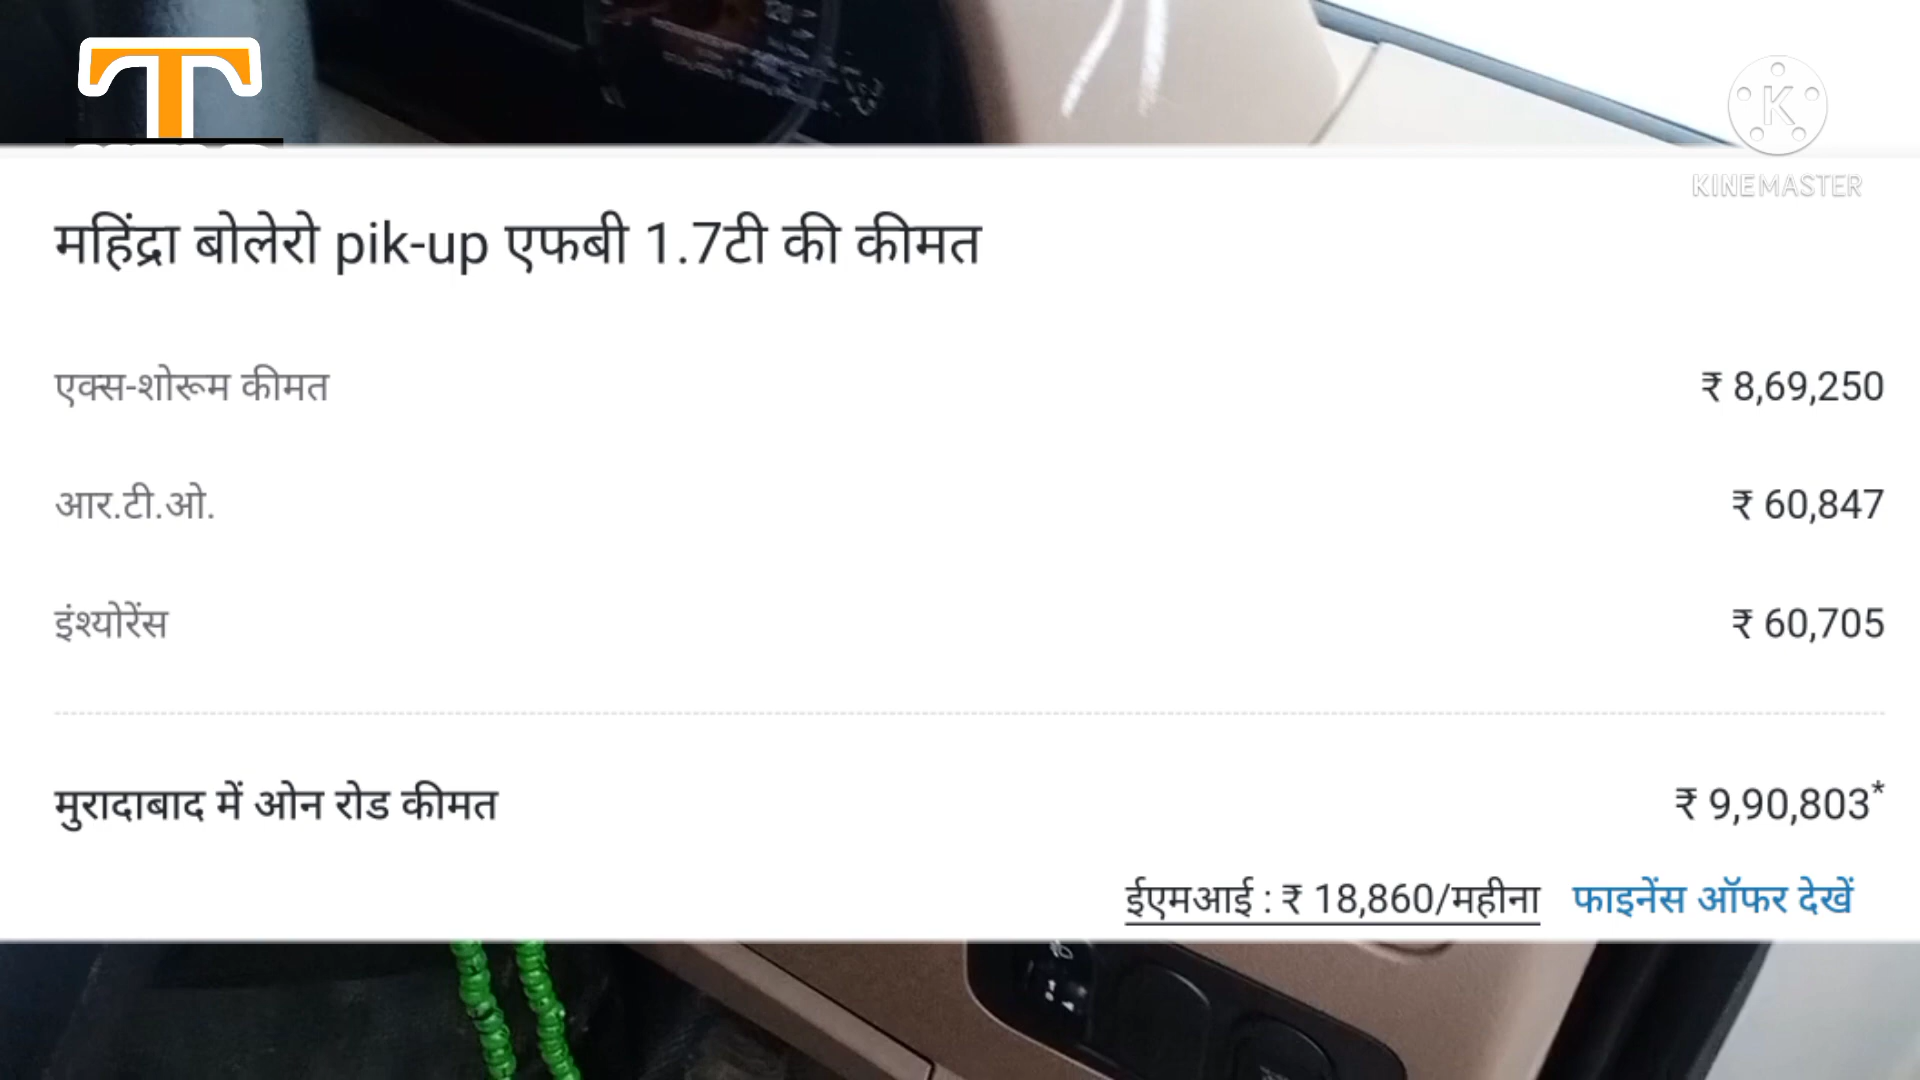 T
KINEMASTER
महिंद्रा बोलेरो pik-up एफबी 1.7टी की कीमत
एक्स-शोरूम कीमत ₹ 8,69,250
आर.टी.ओ. ₹ 60,847
इंश्योरेंस ₹ 60,705
मुरादाबाद में ओन रोड कीमत ₹ 9,90,803*
ईएमआई : ₹ 18,860/महीना फाइनेंस ऑफर देखें